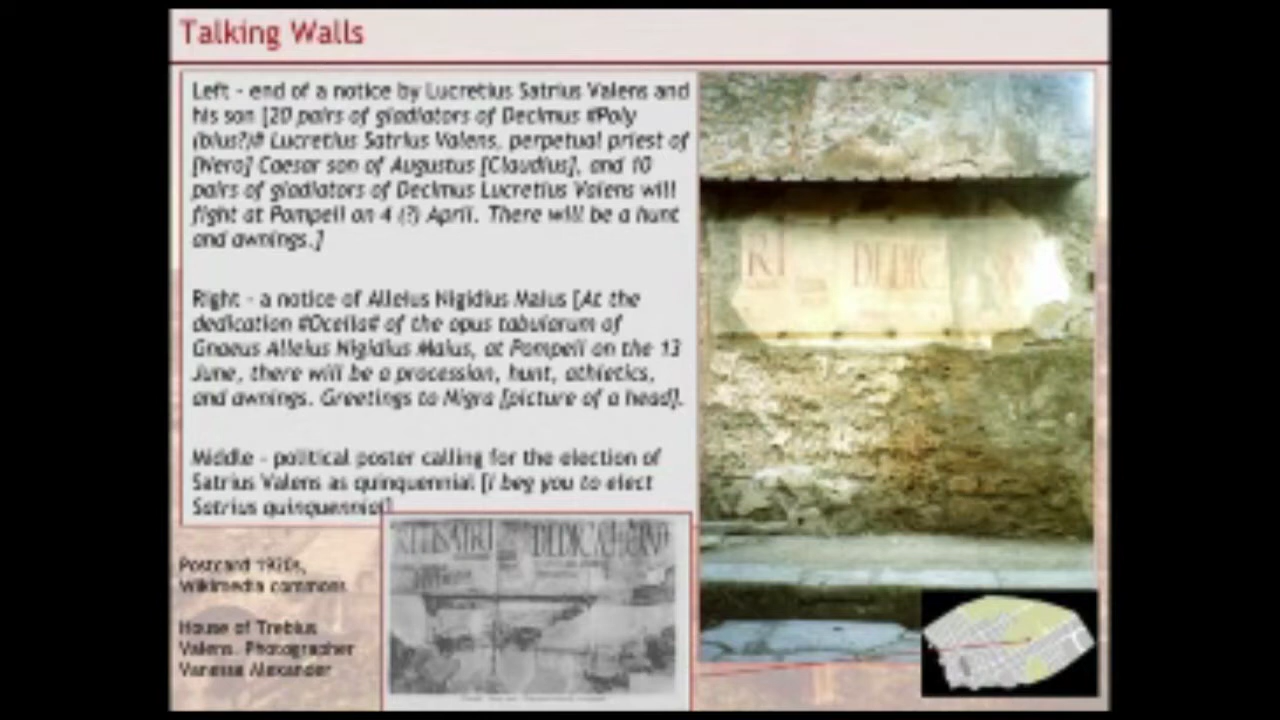 Talking Walls
Left - end of a notice by Lucretius Satrius Valens and
his son [20 pairs of gladiators of Decimus #Poly
(bius?)# Lucretius Satrius Valens, perpetual priest of
[Nero] Caesar son of Augustus [Claudius], and 10
pairs of gladiators of Decimus Lucretius Valens will
fight at Pompeii on 4 (?) April. There will be a hunt
and awnings.]
Right - a notice of Alleius Nigidius Maius [At the
dedication #Ocella# of the opus tabularum of
Gnaeus Alleius Nigidius Maius, at Pompeii on the 13
June, there will be a procession, hunt, athletics,
and awnings. Greetings to Nigra [picture of a head].
Middle - political poster calling for the election of
Satrius Valens as quinquennial [I beg you to elect
Satrius quinquennial]
Postcard 1920s,
Wikimedia commons
House of Trebius
Valens. Photographer
Vanessa Alexander
RI DEDIC
DEDICATIONE